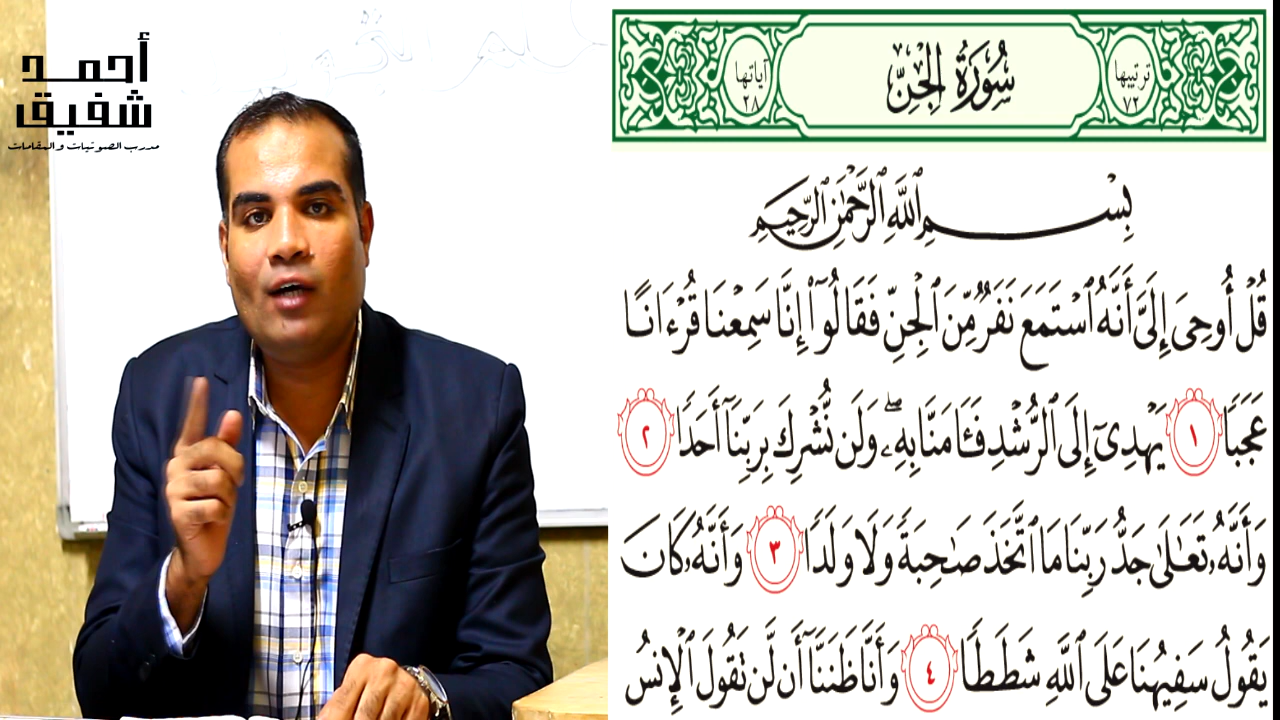 أحمد
شفيق
مدرب الصوتيات والمقامات
ترتيبها ٧٢ سُورَةُ الجِنِّ آياتها ٢٨
بِسْمِ ٱللَّهِ ٱلرَّحْمَٰنِ ٱلرَّحِيمِ
قُلْ أُوحِىَ إِلَىَّ أَنَّهُ ٱسْتَمَعَ نَفَرٌ مِّنَ ٱلْجِنِّ فَقَالُوٓا۟ إِنَّا سَمِعْنَا قُرْءَانًا
عَجَبًا ١ يَهْدِىٓ إِلَى ٱلرُّشْدِ فَـَٔامَنَّا بِهِۦ ۖ وَلَن نُّشْرِكَ بِرَبِّنَآ أَحَدًا ٢
وَأَنَّهُۥ تَعَٰلَىٰ جَدُّ رَبِّنَا مَا ٱتَّخَذَ صَٰحِبَةً وَلَا وَلَدًا ٣ وَأَنَّهُۥ كَانَ
يَقُولُ سَفِيهُنَا عَلَى ٱللَّهِ شَطَطًا ٤ وَأَنَّا ظَنَنَّآ أَن لَّن تَقُولَ ٱلْإِنسُ